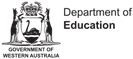 Department of
Education
GOVERNMENT OF
WESTERN AUSTRALIA